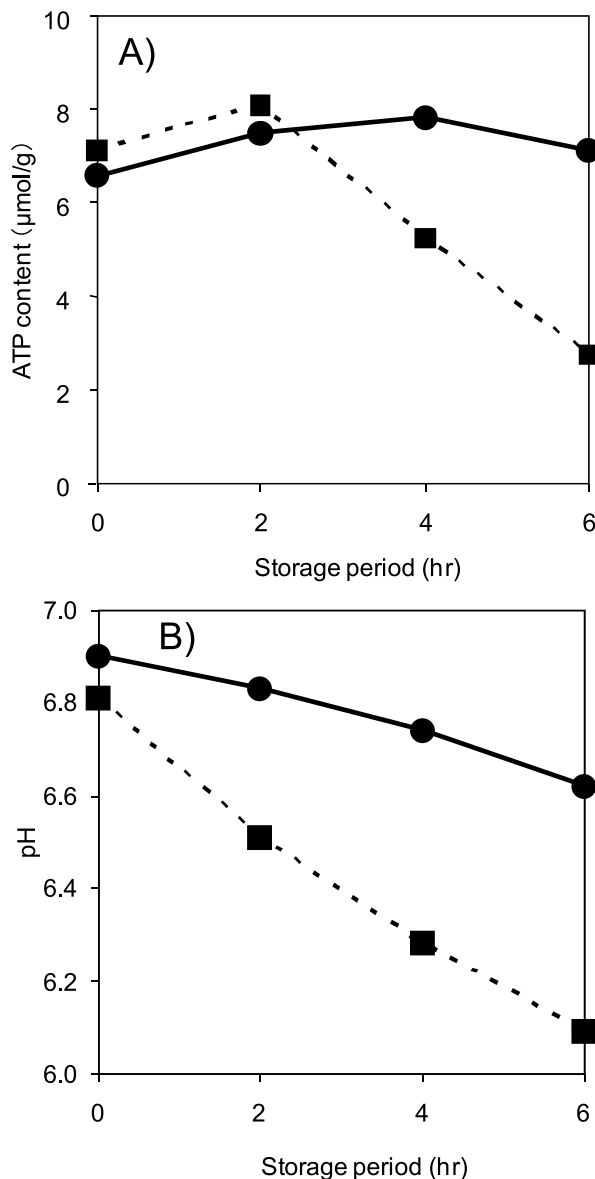 A)
ATP content (μmol/g)
10
8
6
4
2
0
0 2 4 6
Storage period (hr)
B)
pH
7.0
6.8
6.6
6.4
6.2
6.0
0 2 4 6
Storage period (hr)